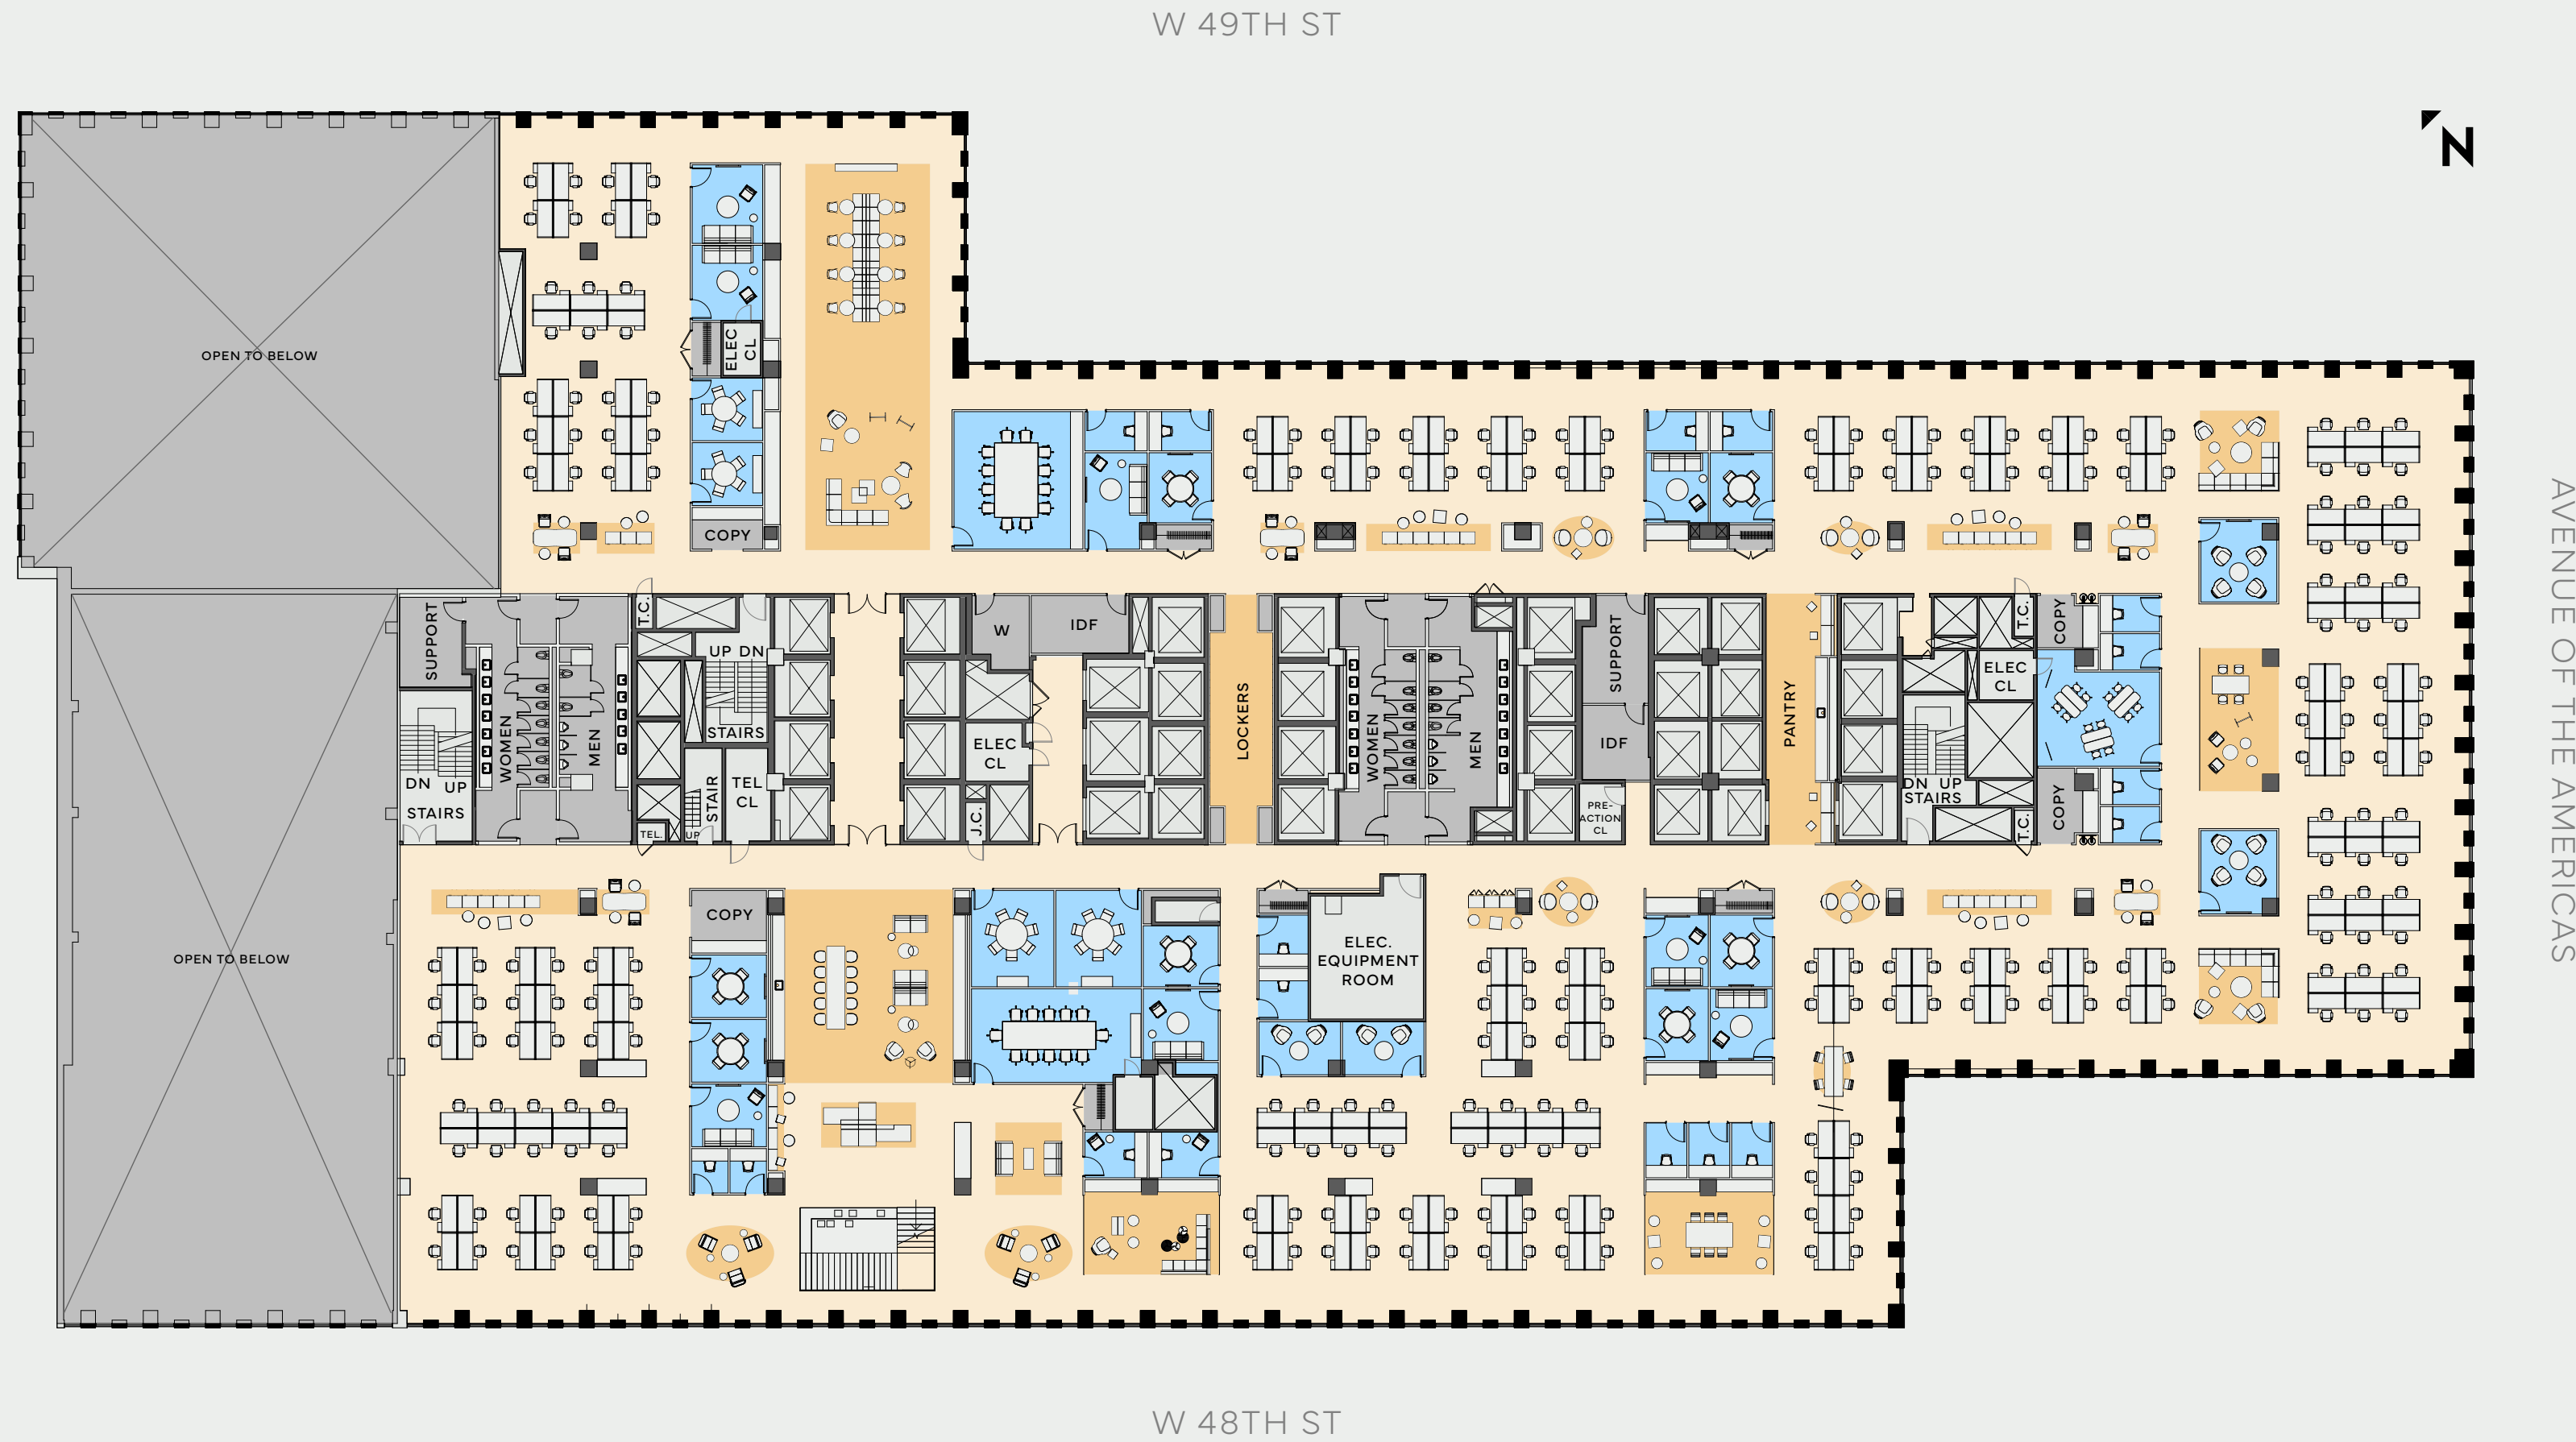 W 49TH ST
N
OPEN TO BELOW
ELEC
CL
COPY
AVENUE OF THE AMERICAS
SUPPORT
WOMEN
MEN
T.C.
UP DN
STAIRS
DN UP
STAIRS
STAIR
UP
TEL.
TEL
CL
W
IDF
ELEC
CL
J.C.
LOCKERS
WOMEN
MEN
SUPPORT
IDF
PRE-
ACTION
CL
PANTRY
T.C.
ELEC
CL
DN UP
STAIRS
T.C.
COPY
COPY
OPEN TO BELOW
COPY
ELEC.
EQUIPMENT
ROOM
W 48TH ST